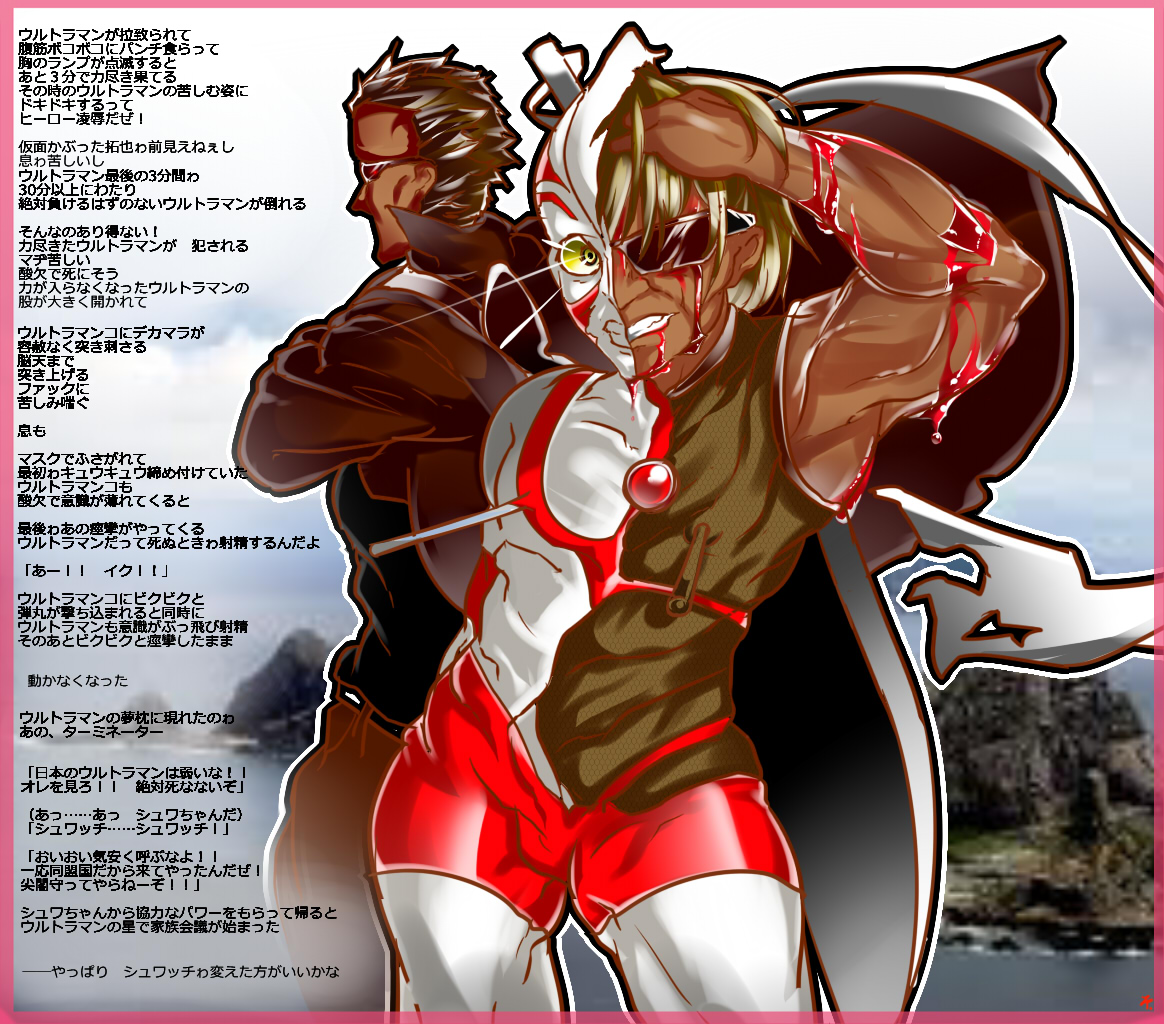 ウルトラマンが拉致られて
腹筋ボコボコにパンチ食らって
胸のランプが点滅すると
あと３分で力尽き果てる
その時のウルトラマンの苦しむ姿に
ドキドキするって
ヒーロー凌辱だぜ！
仮面かぶった拓也ゎ前見えねぇし
息ゎ苦しいし
ウルトラマン最後の3分間ゎ
30分以上にわたり
絶対負けるはずのないウルトラマンが倒れる
そんなのあり得ない！
力尽きたウルトラマンが　犯される
マヂ苦しい
酸欠で死にそう
力が入らなくなったウルトラマンの
股が大きく開かれて
ウルトラマンコにデカマラが
容赦なく突き刺さる
脳天まで
突き上げる
ファックに
苦しみ喘ぐ
息も
マスクでふさがれて
最初ゎキュウキュウ締め付けていた
ウルトラマンコも
酸欠で意識が薄れてくると
最後ゎあの痙攣がやってくる
ウルトラマンだって死ぬときゎ射精するんだよ
「あー！！　イク！！」
ウルトラマンコにビクビクと
弾丸が撃ち込まれると同時に
ウルトラマンも意識がぶっ飛び射精
そのあとビクビクと痙攣したまま
動かなくなった
ウルトラマンの夢枕に現れたのゎ
あの、ターミネーター
「日本のウルトラマンは弱いな！！
オレを見ろ！！　絶対死なないぞ」
（あっ……あっ　シュワちゃんだ）
「シュワッチ……シュワッチ！」
「おいおい気安く呼ぶなよ！！
一応同盟国だから来てやったんだぜ！
尖閣守ってやらねーぞ！！」
シュワちゃんから協力なパワーをもらって帰ると
ウルトラマンの星で家族会議が始まった
――やっぱり　シュワッチゎ変えた方がいいかな